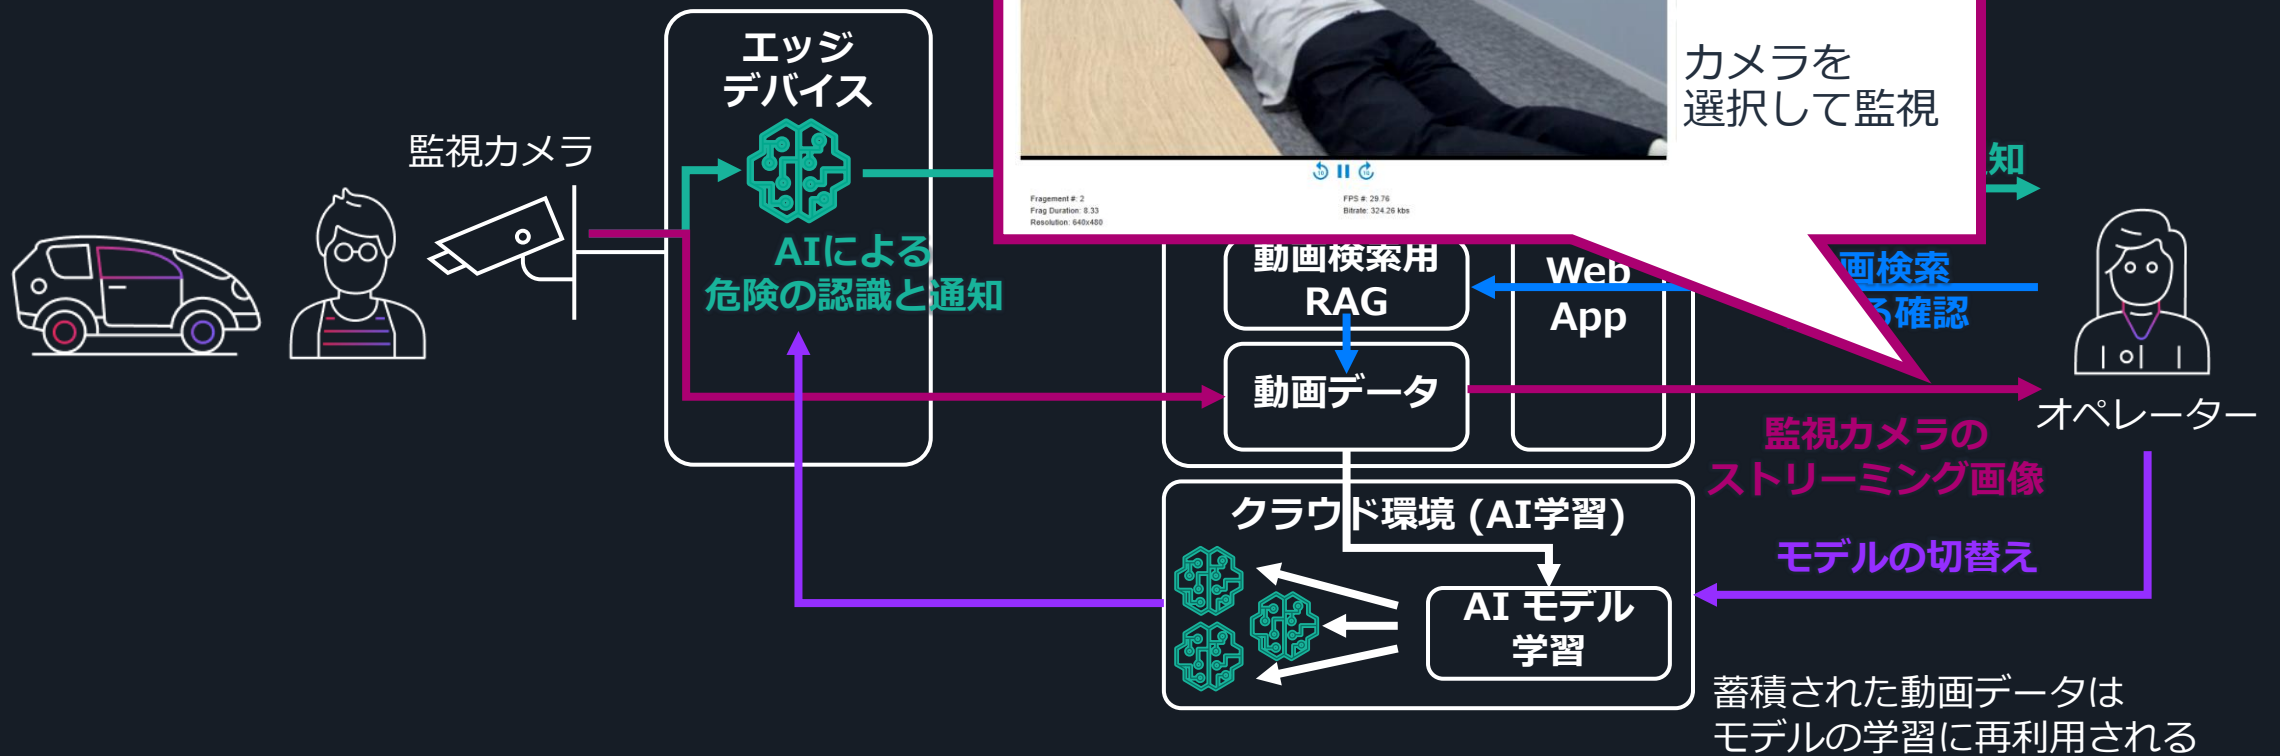 エッジ
デバイス
監視カメラ
AIによる
危険の認識と通知
カメラを
選択して監視
Fragement #: 2
Frag Duration: 8.33
Resolution: 640x480
FPS #: 29.76
Bitrate: 324.26 kbs
知
動画検索用
RAG
Web
App
画検索
る確認
動画データ
オペレーター
監視カメラの
ストリーミング画像
クラウド環境 (AI学習)
モデルの切替え
AI モデル
学習
蓄積された動画データは
モデルの学習に再利用される